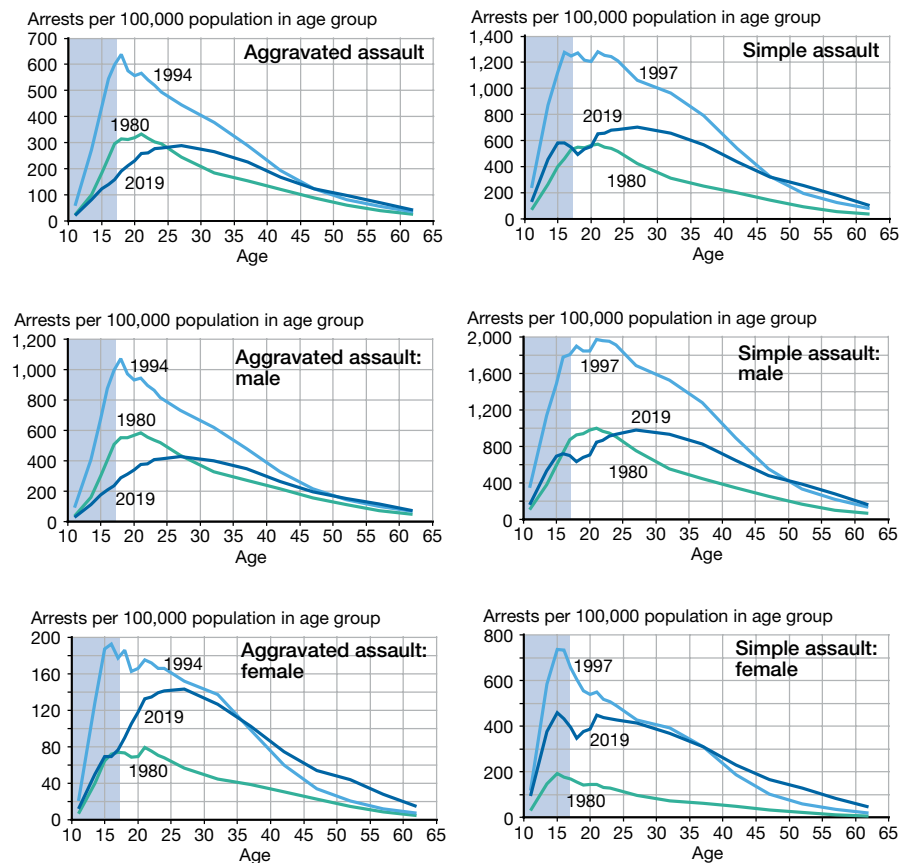 Arrests per 100,000 population in age group
Aggravated assault
700
600
500
400
300
200
100
0
1994
1980
2019
10 15 20 25 30 35 40 45 50 55 60 65
Age
Arrests per 100,000 population in age group
Simple assault
1,400
1,200
1,000
800
600
400
200
0
1997
2019
1980
10 15 20 25 30 35 40 45 50 55 60 65
Age
Arrests per 100,000 population in age group
Aggravated assault:
male
1,200
1,000
800
600
400
200
0
1994
1980
2019
10 15 20 25 30 35 40 45 50 55 60 65
Age
Arrests per 100,000 population in age group
Simple assault:
male
2,000
1,600
1,200
800
400
0
1997
2019
1980
10 15 20 25 30 35 40 45 50 55 60 65
Age
Arrests per 100,000 population in age group
Aggravated assault:
female
200
160
120
80
40
0
1994
2019
1980
10 15 20 25 30 35 40 45 50 55 60 65
Age
Arrests per 100,000 population in age group
Simple assault:
female
800
600
400
200
0
1997
2019
1980
10 15 20 25 30 35 40 45 50 55 60 65
Age